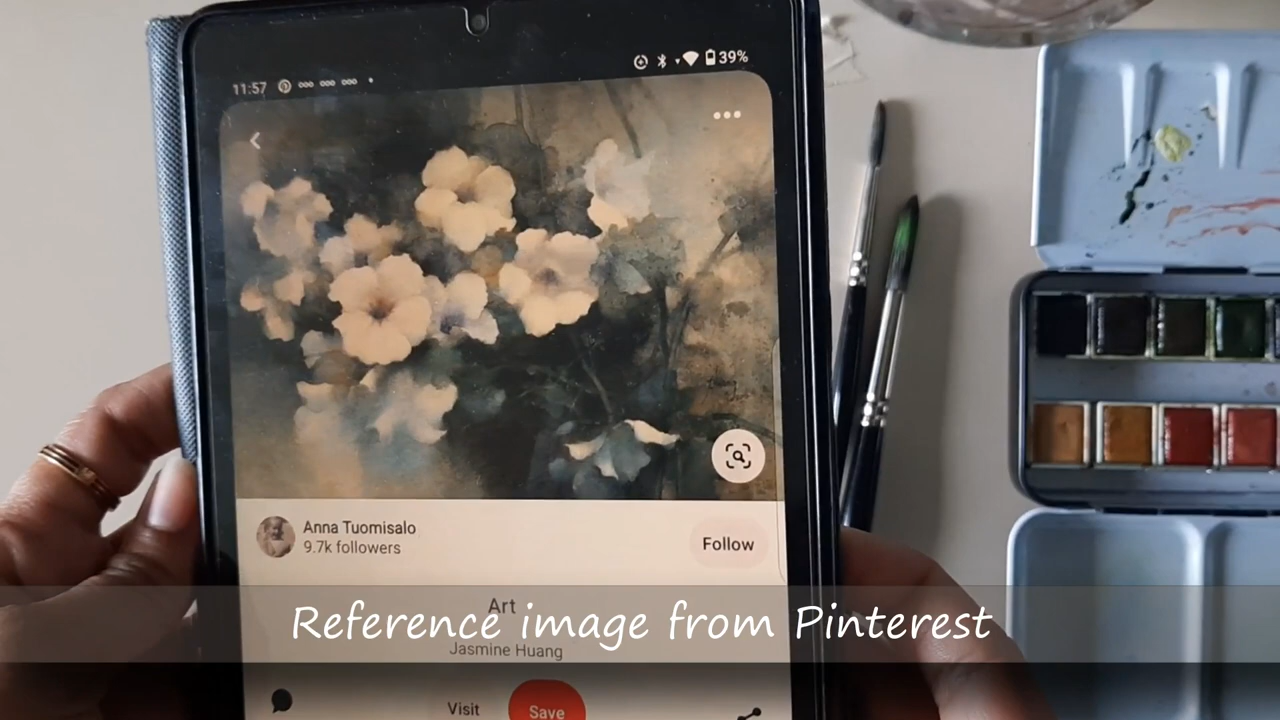 11:57
39%
Anna Tuomisalo
9.7k followers
Follow
Art
Reference image from Pinterest
Jasmine Huang
Visit
Save